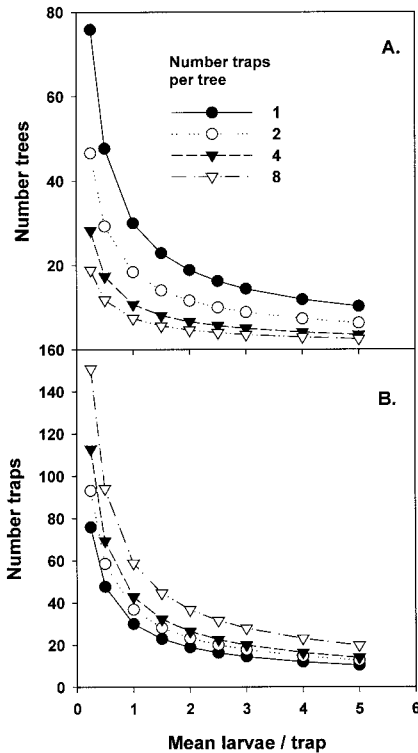 80
A.
Number traps
per tree
1
2
4
8
60
40
20
Number trees
160
B.
140
120
100
80
60
40
20
0
Number traps
0 1 2 3 4 5 6
Mean larvae / trap